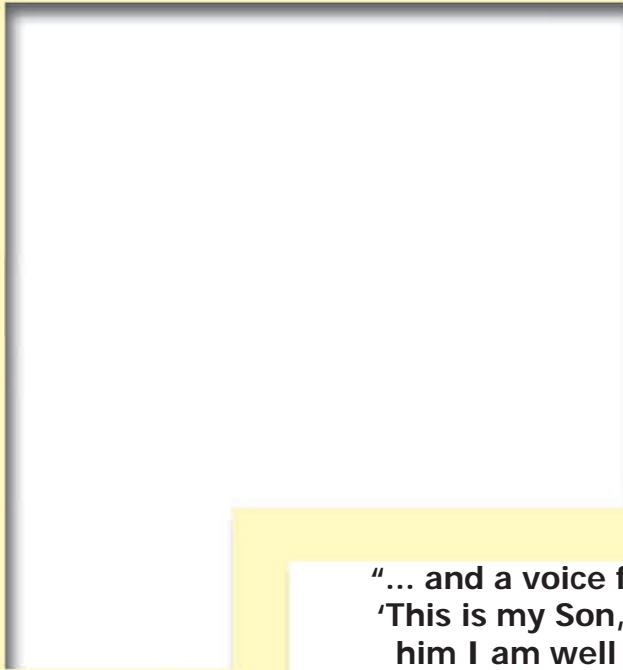 “... and a voice f
‘This is my Son,
him I am well